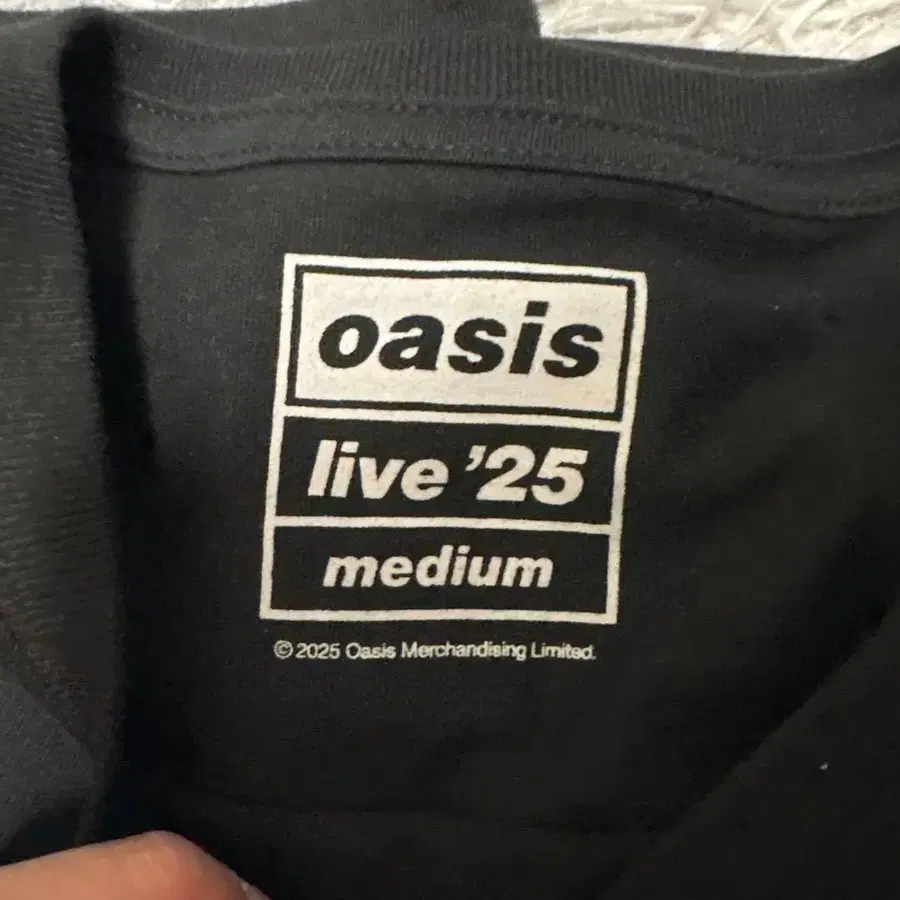 oasis
live '25
medium
© 2025 Oasis Merchandising Limited.